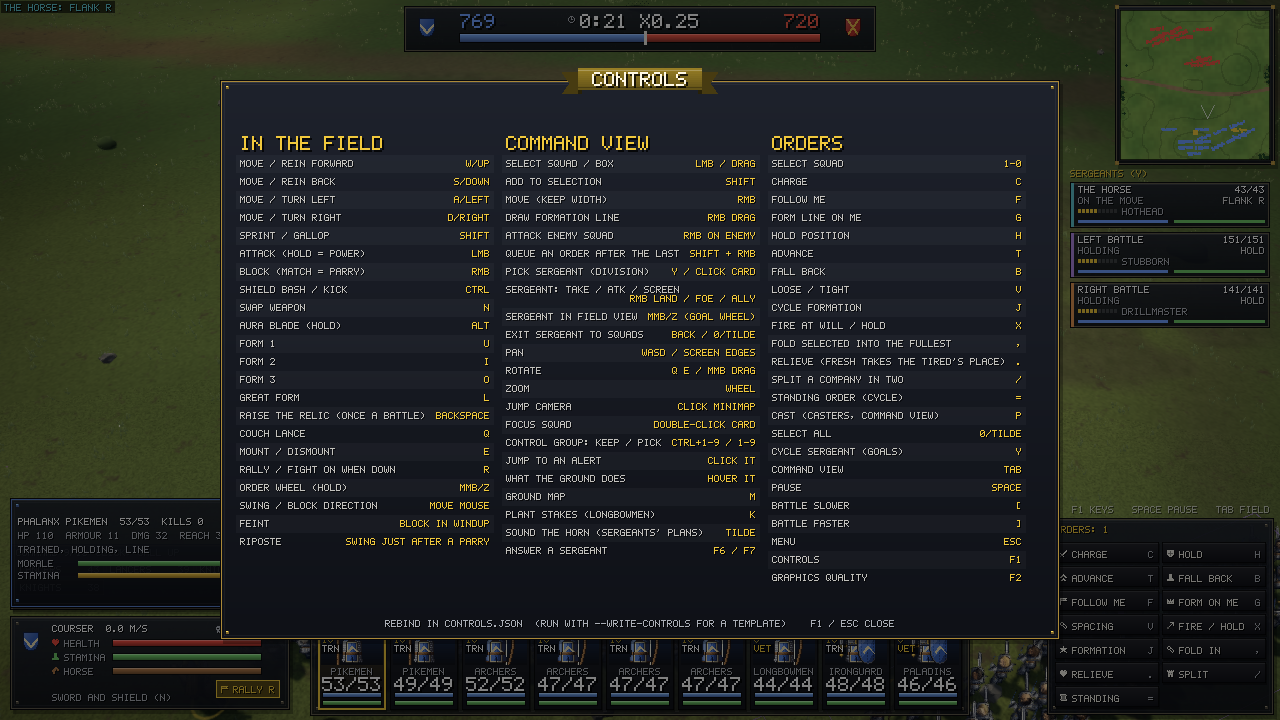 THE HORSE: FLANK R
769 0:21 X0.25 720
CONTROLS
IN THE FIELD
MOVE / REIN FORWARD W/UP
MOVE / REIN BACK S/DOWN
MOVE / TURN LEFT A/LEFT
MOVE / TURN RIGHT D/RIGHT
SPRINT / GALLOP SHIFT
ATTACK (HOLD = POWER) LMB
BLOCK (MATCH = PARRY) RMB
SHIELD BASH / KICK CTRL
SWAP WEAPON N
AURA BLADE (HOLD) ALT
FORM 1 U
FORM 2 I
FORM 3 O
GREAT FORM L
RAISE THE RELIC (ONCE A BATTLE) BACKSPACE
COUCH LANCE Q
MOUNT / DISMOUNT E
RALLY / FIGHT ON WHEN DOWN R
ORDER WHEEL (HOLD) MMB/Z
SWING / BLOCK DIRECTION MOVE MOUSE
FEINT BLOCK IN WINDUP
RIPOSTE SWING JUST AFTER A PARRY
COMMAND VIEW
SELECT SQUAD / BOX LMB / DRAG
ADD TO SELECTION SHIFT
MOVE (KEEP WIDTH) RMB
DRAW FORMATION LINE RMB DRAG
ATTACK ENEMY SQUAD RMB ON ENEMY
QUEUE AN ORDER AFTER THE LAST SHIFT + RMB
PICK SERGEANT (DIVISION) Y / CLICK CARD
SERGEANT: TAKE / ATK / SCREEN
RMB LAND / FOE / ALLY
SERGEANT IN FIELD VIEW MMB/Z (GOAL WHEEL)
EXIT SERGEANT TO SQUADS BACK / 0/TILDE
PAN WASD / SCREEN EDGES
ROTATE Q E / MMB DRAG
ZOOM WHEEL
JUMP CAMERA CLICK MINIMAP
FOCUS SQUAD DOUBLE-CLICK CARD
CONTROL GROUP: KEEP / PICK CTRL+1-9 / 1-9
JUMP TO AN ALERT CLICK IT
WHAT THE GROUND DOES HOVER IT
GROUND MAP M
PLANT STAKES (LONGBOWMEN) K
SOUND THE HORN (SERGEANTS' PLANS) TILDE
ANSWER A SERGEANT F6 / F7
ORDERS
SELECT SQUAD 1-0
CHARGE C
FOLLOW ME F
FORM LINE ON ME G
HOLD POSITION H
ADVANCE T
FALL BACK B
LOOSE / TIGHT V
CYCLE FORMATION J
FIRE AT WILL / HOLD X
FOLD SELECTED INTO THE FULLEST ,
RELIEVE (FRESH TAKES THE TIRED'S PLACE) .
SPLIT A COMPANY IN TWO /
STANDING ORDER (CYCLE) =
CAST (CASTERS, COMMAND VIEW) P
SELECT ALL 0/TILDE
CYCLE SERGEANT (GOALS) Y
COMMAND VIEW TAB
PAUSE SPACE
BATTLE SLOWER [
BATTLE FASTER ]
MENU ESC
CONTROLS F1
GRAPHICS QUALITY F2
REBIND IN CONTROLS.JSON (RUN WITH --WRITE-CONTROLS FOR A TEMPLATE) F1 / ESC CLOSE
SERGEANTS (Y)
THE HORSE 43/43
ON THE MOVE FLANK R
HOTHEAD
LEFT BATTLE 151/151
HOLDING HOLD
STUBBORN
RIGHT BATTLE 141/141
HOLDING HOLD
DRILLMASTER
F1 KEYS SPACE PAUSE TAB FIELD
PHALANX PIKEMEN 53/53 KILLS 0
HP 110 ARMOUR 11 DMG 32 REACH
TRAINED, HOLDING, LINE
MORALE
STAMINA
COURSER 0.0 M/S
HEALTH
STAMINA
HORSE
SWORD AND SHIELD (N)
RALLY R
TRN PIKEMEN 53/53
TRN PIKEMEN 49/49
TRN ARCHERS 52/52
TRN ARCHERS 47/47
TRN ARCHERS 47/47
TRN ARCHERS 47/47
VET LONGBOWMEN 44/44
TRN IRONGUARD 48/48
VET PALADINS 46/46
RDERS: 1
CHARGE C HOLD H
ADVANCE T FALL BACK B
FOLLOW ME F FORM ON ME G
SPACING V FIRE / HOLD X
FORMATION J FOLD IN ,
RELIEVE . SPLIT /
STANDING =